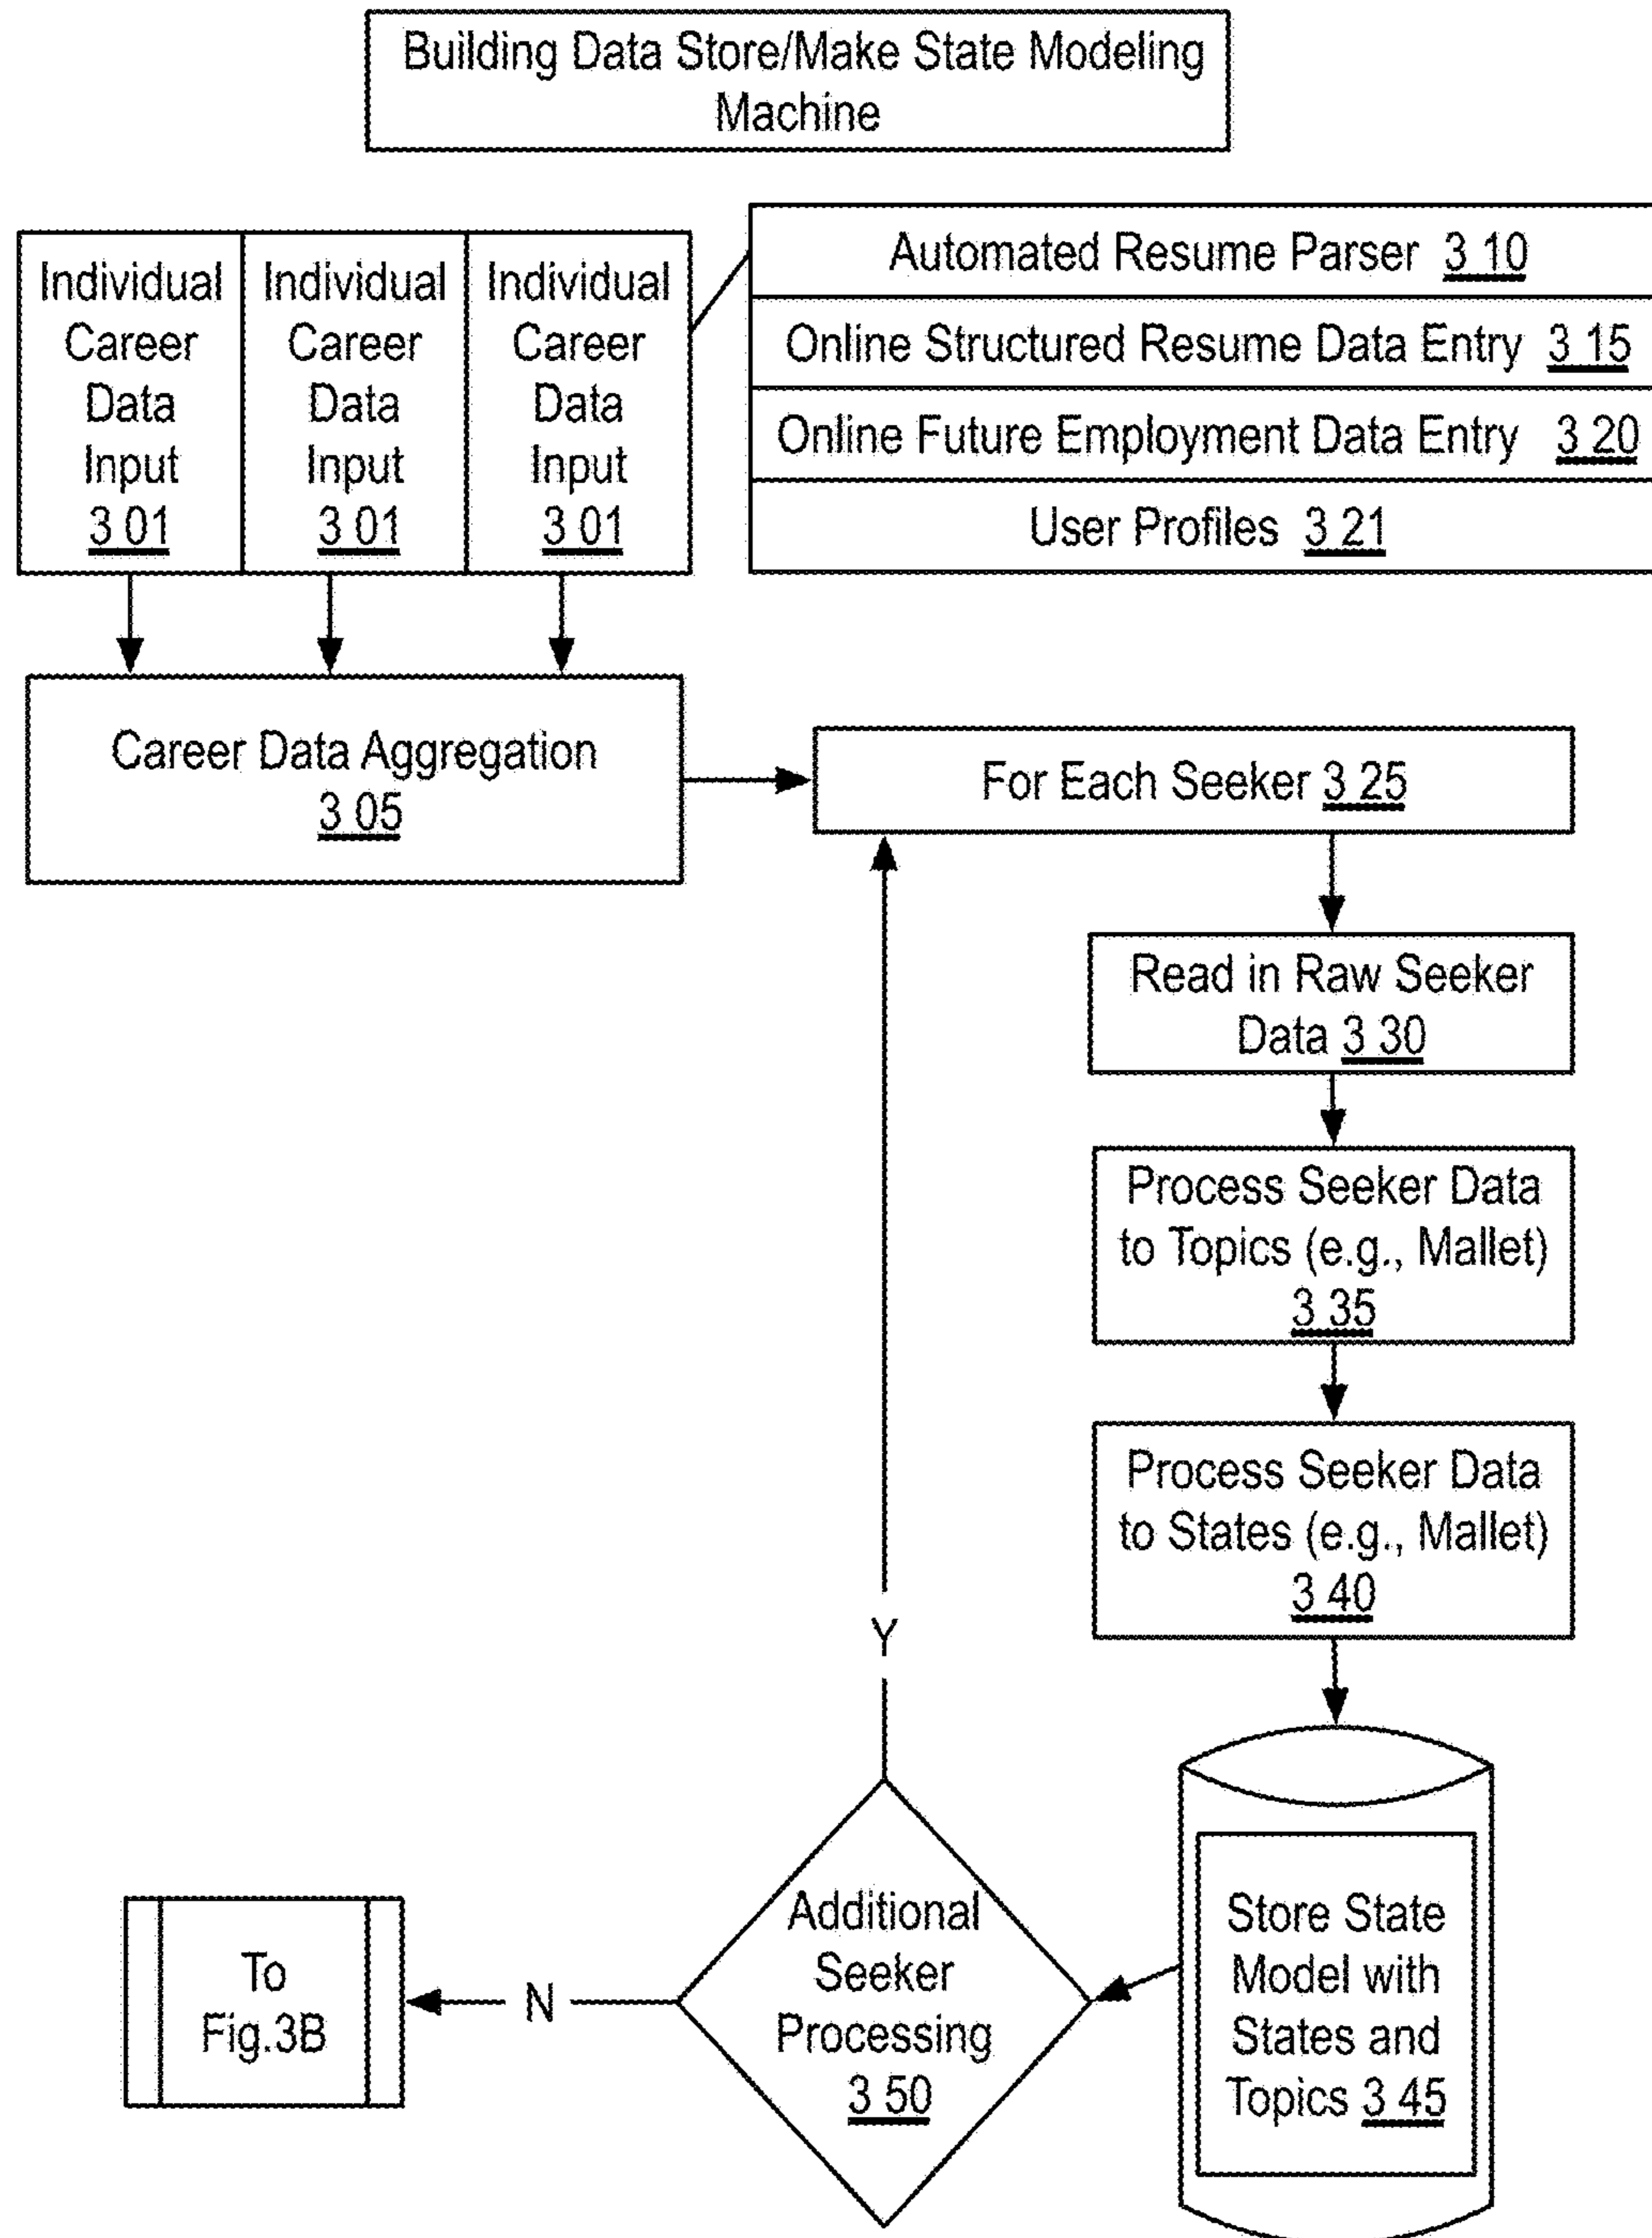 Building Data Store/Make State Modeling
Machine
Individual
Career
Data
Input
3 01
Individual
Career
Data
Input
3 01
Individual
Career
Data
Input
3 01
Automated Resume Parser 3 10
Online Structured Resume Data Entry 3 15
Online Future Employment Data Entry 3 20
User Profiles 3 21
Career Data Aggregation
3 05
For Each Seeker 3 25
Read in Raw Seeker
Data 3 30
Process Seeker Data
to Topics (e.g., Mallet)
3 35
Process Seeker Data
to States (e.g., Mallet)
3 40
Y
Store State
Model with
States and
Topics 3 45
Additional
Seeker
Processing
3 50
N
To
Fig.3B